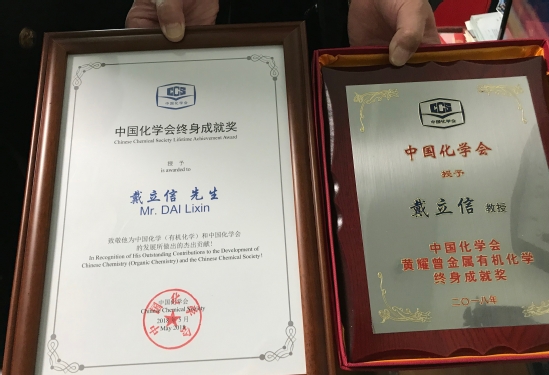 CCS
中国化学会
中国化学会终身成就奖
Chinese Chemical Society Lifetime Achievement Award
授 予
Is awarded to
戴立信 先生
Mr. DAI Lixin
致敬他为中国化学（有机化学）和中国化学会
的发展所做出的杰出贡献！
In Recognition of His Outstanding Contributions to the Development of
Chinese Chemistry (Organic Chemistry) and the Chinese Chemical Society!
中国化学会
Chinese Chemical Society
May 2018
CCS
中国化学会
中国化学会
授予
戴立信 教授
中国化学会
黄耀曾金属有机化学
终身成就奖
二〇一八年